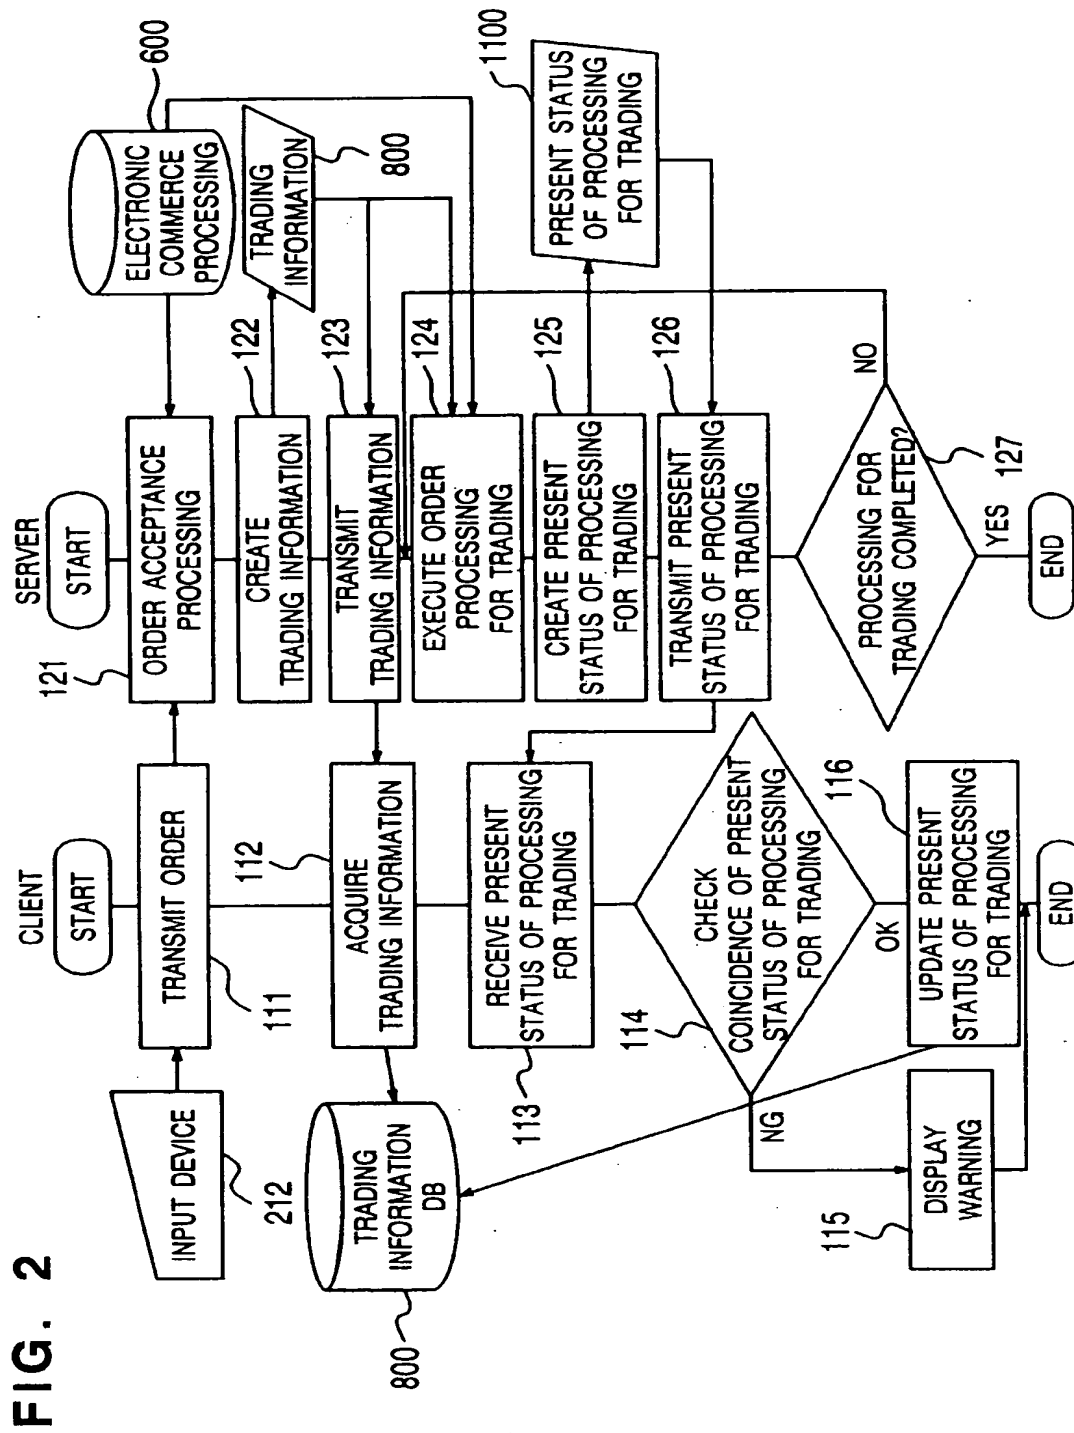 FIG. 2
CLIENT
START
INPUT DEVICE
212
TRANSMIT ORDER
111
ACQUIRE
TRADING INFORMATION
112
TRADING
INFORMATION
DB
800
RECEIVE PRESENT
STATUS OF PROCESSING
FOR TRADING
113
CHECK
COINCIDENCE OF PRESENT
STATUS OF PROCESSING
FOR TRADING
114
NG
OK
DISPLAY
WARNING
115
UPDATE PRESENT
STATUS OF PROCESSING
FOR TRADING
116
END
SERVER
START
ORDER ACCEPTANCE
PROCESSING
121
ELECTRONIC
COMMERCE
PROCESSING
600
CREATE
TRADING INFORMATION
122
TRADING
INFORMATION
800
TRANSMIT
TRADING INFORMATION
123
EXECUTE ORDER
PROCESSING
FOR TRADING
124
CREATE PRESENT
STATUS OF PROCESSING
FOR TRADING
125
PRESENT STATUS
OF PROCESSING
FOR TRADING
1100
TRANSMIT PRESENT
STATUS OF PROCESSING
FOR TRADING
126
PROCESSING FOR
TRADING COMPLETED?
127
NO
YES
END